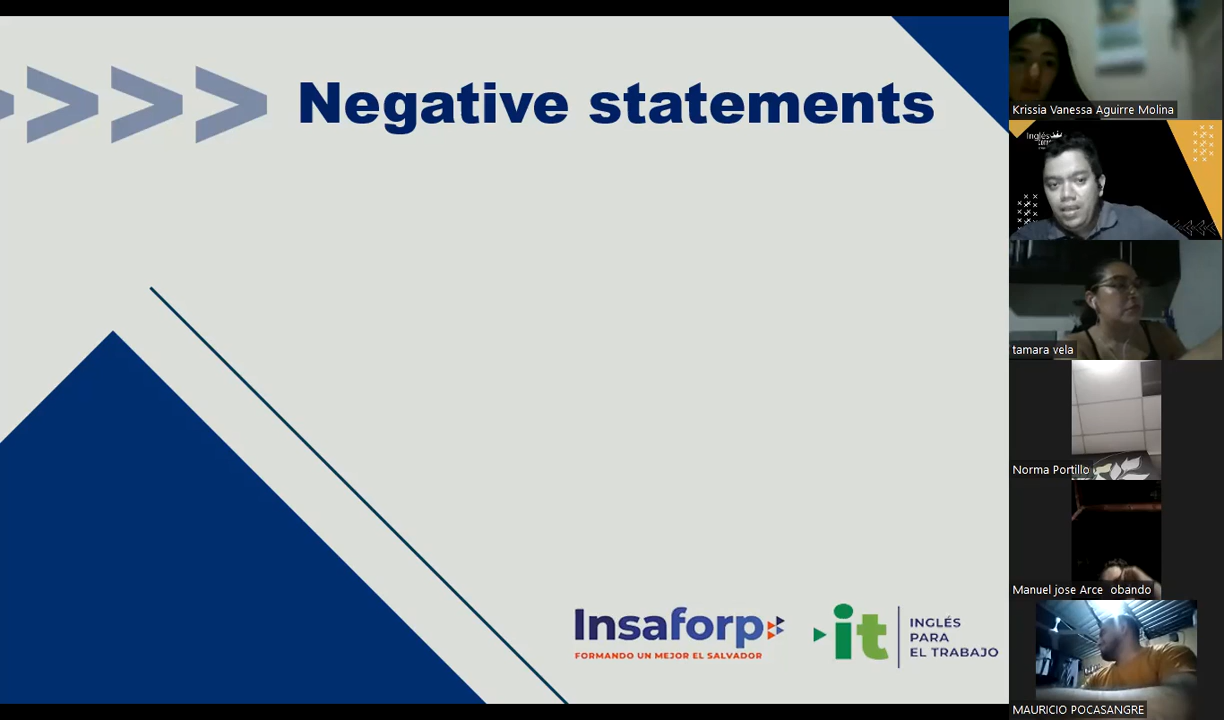 Negative statements
Insaforp
FORMANDO UN MEJOR EL SALVADOR
it
INGLÉS
PARA
EL TRABAJO
Krissia Vanessa Aguirre Molina
Inglés
tamara vela
Norma Portillo
Manuel jose Arce obando
MAURICIO POCASANGRE